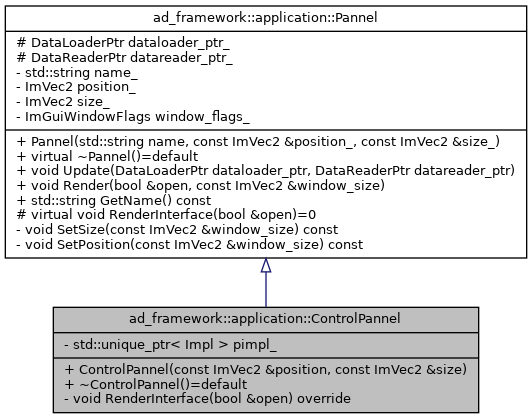 ad_framework::application::Pannel
# DataLoaderPtr dataloader_ptr_
# DataReaderPtr datareader_ptr_
- std::string name_
- ImVec2 position_
- ImVec2 size_
- ImGuiWindowFlags window_flags_
+ Pannel(std::string name, const ImVec2 &position_, const ImVec2 &size_)
+ virtual ~Pannel()=default
+ void Update(DataLoaderPtr dataloader_ptr, DataReaderPtr datareader_ptr)
+ void Render(bool &open, const ImVec2 &window_size)
+ std::string GetName() const
# virtual void RenderInterface(bool &open)=0
- void SetSize(const ImVec2 &window_size) const
- void SetPosition(const ImVec2 &window_size) const
ad_framework::application::ControlPannel
- std::unique_ptr< Impl > pimpl_
+ ControlPannel(const ImVec2 &position, const ImVec2 &size)
+ ~ControlPannel()=default
- void RenderInterface(bool &open) override